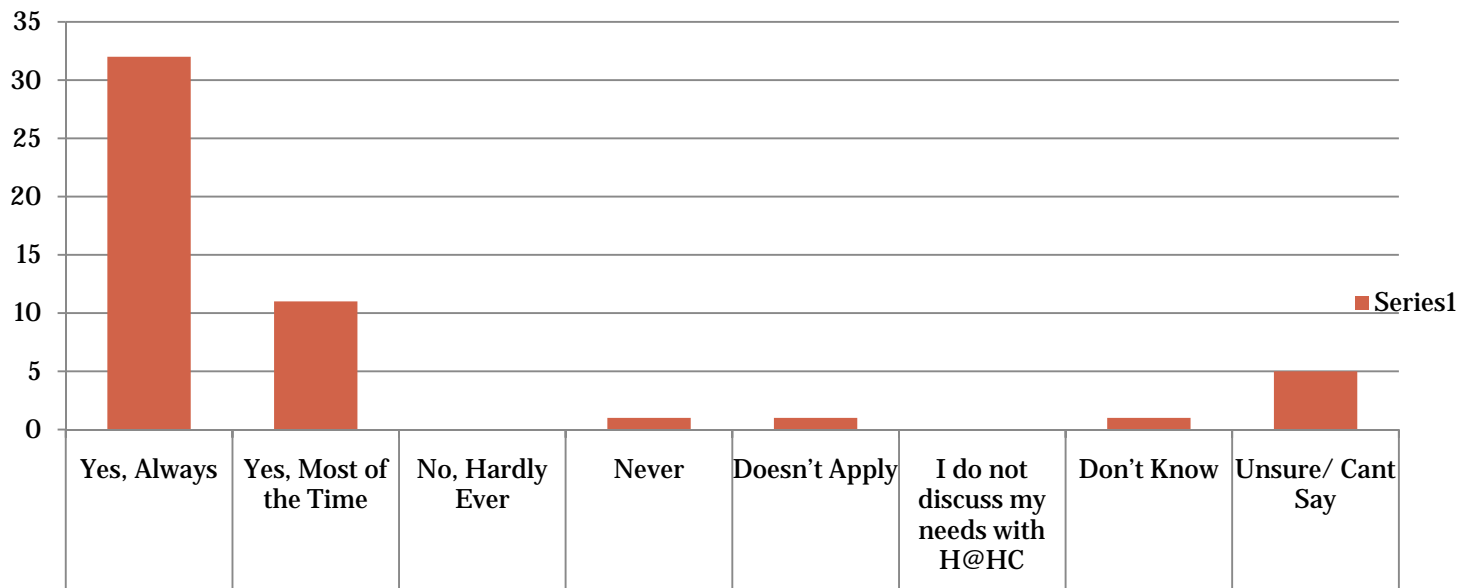 35
30
25
20
15
10
5
0
Series1
Yes, Always
Yes, Most of
the Time
No, Hardly
Ever
Never
Doesn't Apply
I do not
discuss my
needs with
H@HC
Don't Know
Unsure/ Cant
Say